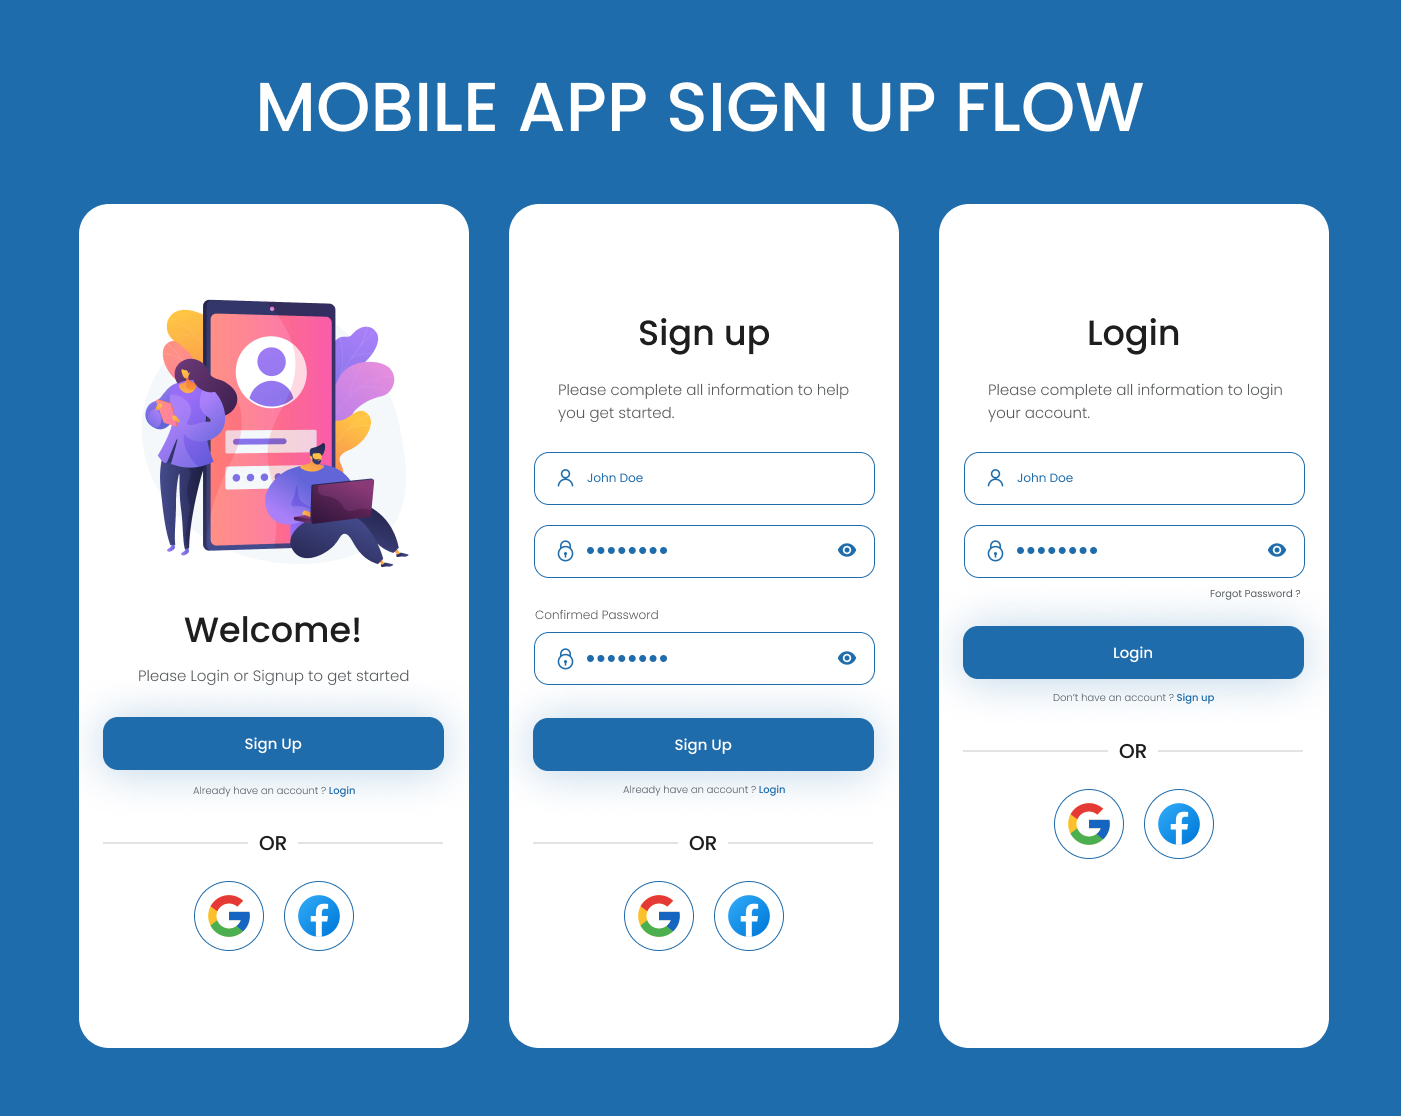 MOBILE APP SIGN UP FLOW
Welcome!
Please Login or Signup to get started
Sign Up
Already have an account ? Login
OR
Sign up
Please complete all information to help
you get started.
John Doe
Confirmed Password
Sign Up
Already have an account ? Login
OR
Login
Please complete all information to login
your account.
John Doe
Forgot Password ?
Login
Don't have an account ? Sign up
OR